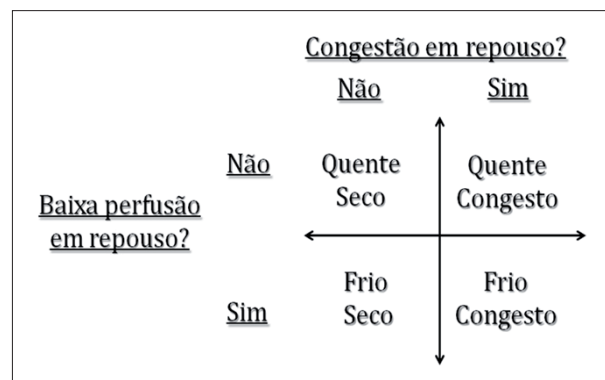 Congestão em repouso?
Não Sim
Não
Quente
Seco
Quente
Congesto
Baixa perfusão
em repouso?
Sim
Frio
Seco
Frio
Congesto